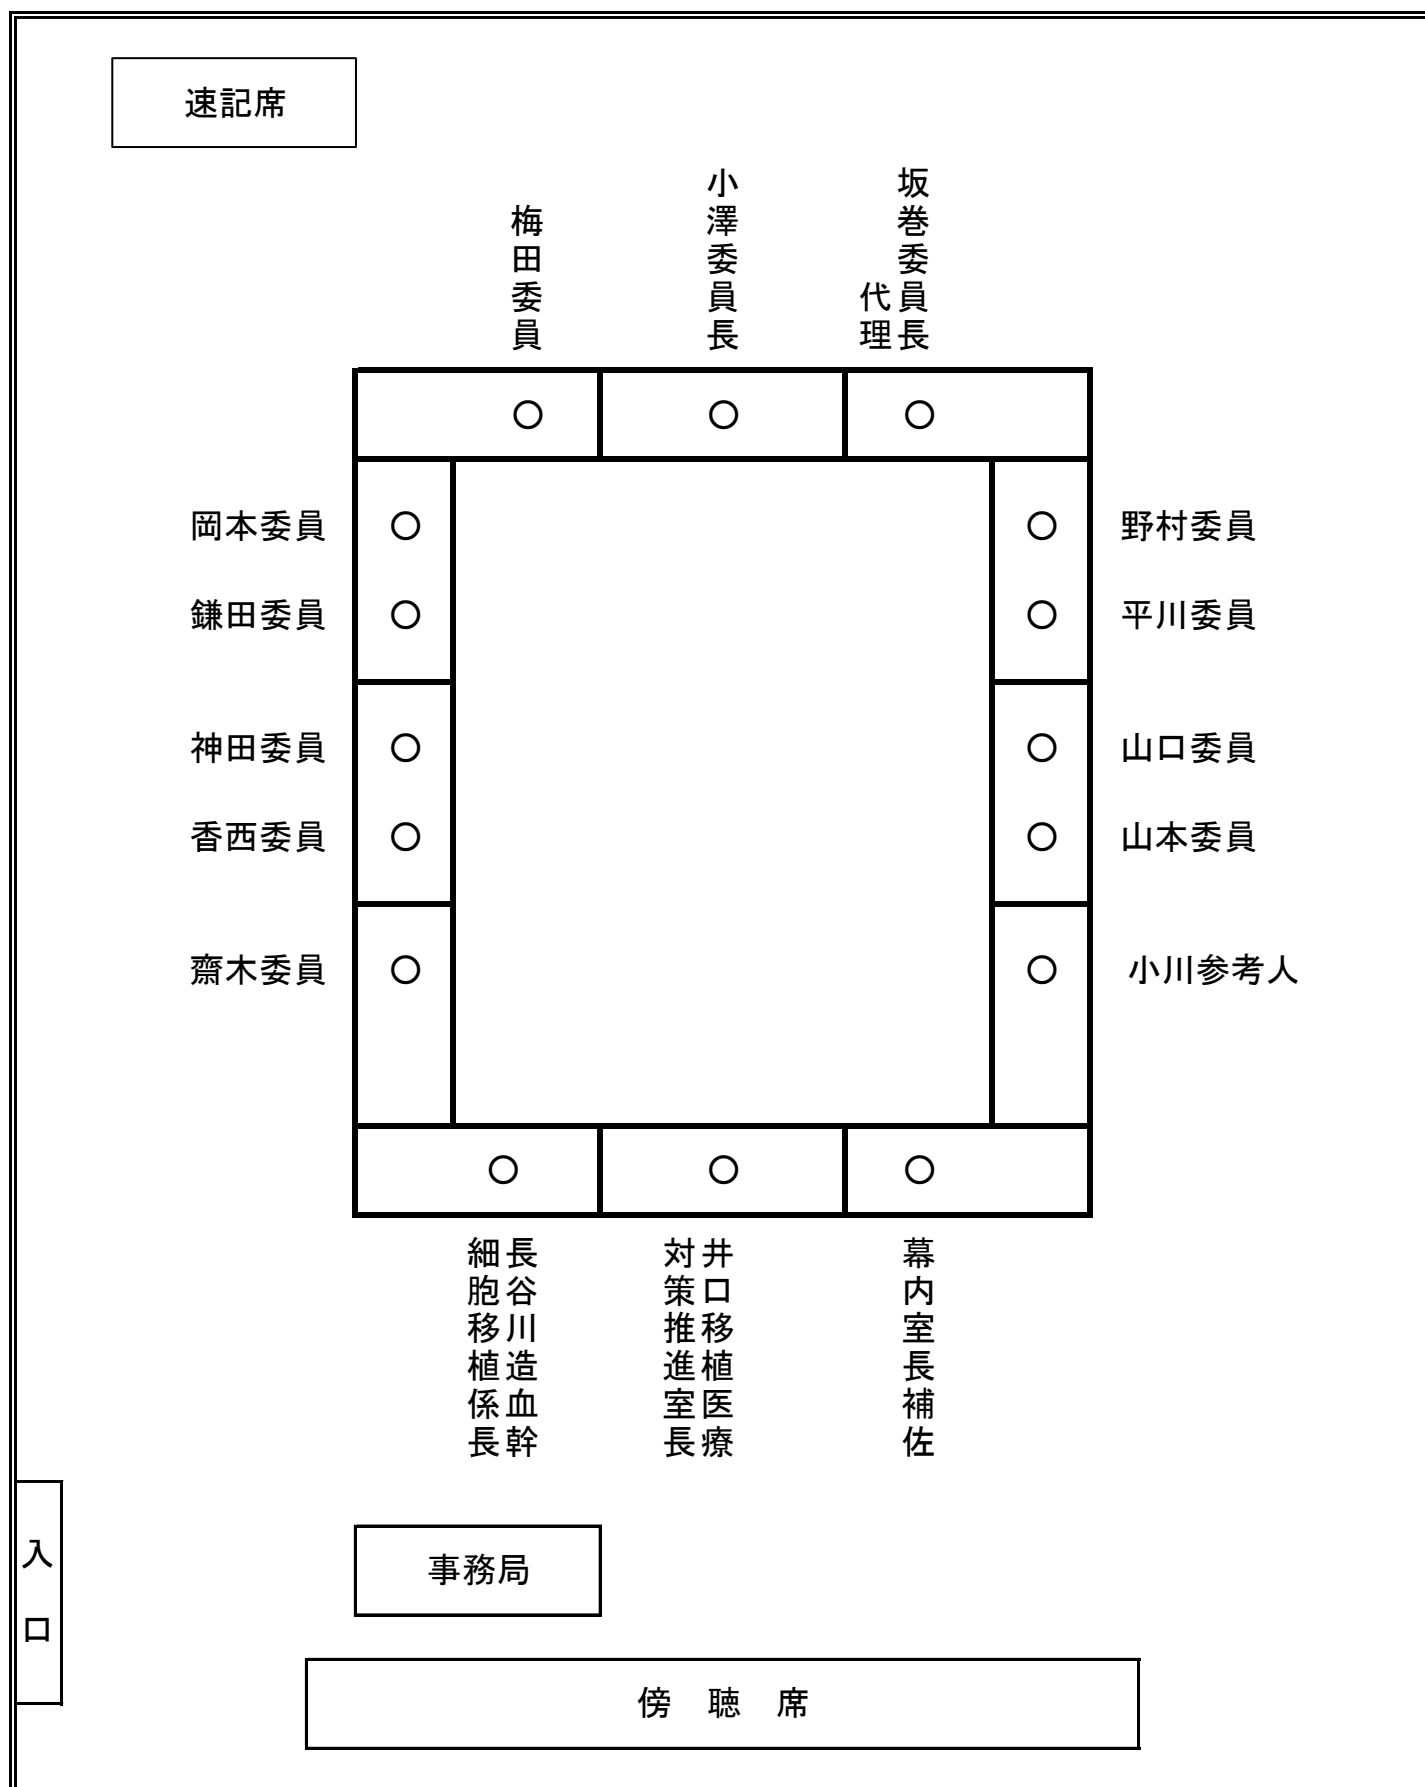 速記席
梅田委員
小澤委員長
坂巻委員長
代理
岡本委員
野村委員
鎌田委員
平川委員
神田委員
山口委員
香西委員
山本委員
齋木委員
小川参考人
長谷川造血幹
細胞移植係長
井口移植医療
対策推進室長
幕内室長補佐
入口
事務局
傍聴席